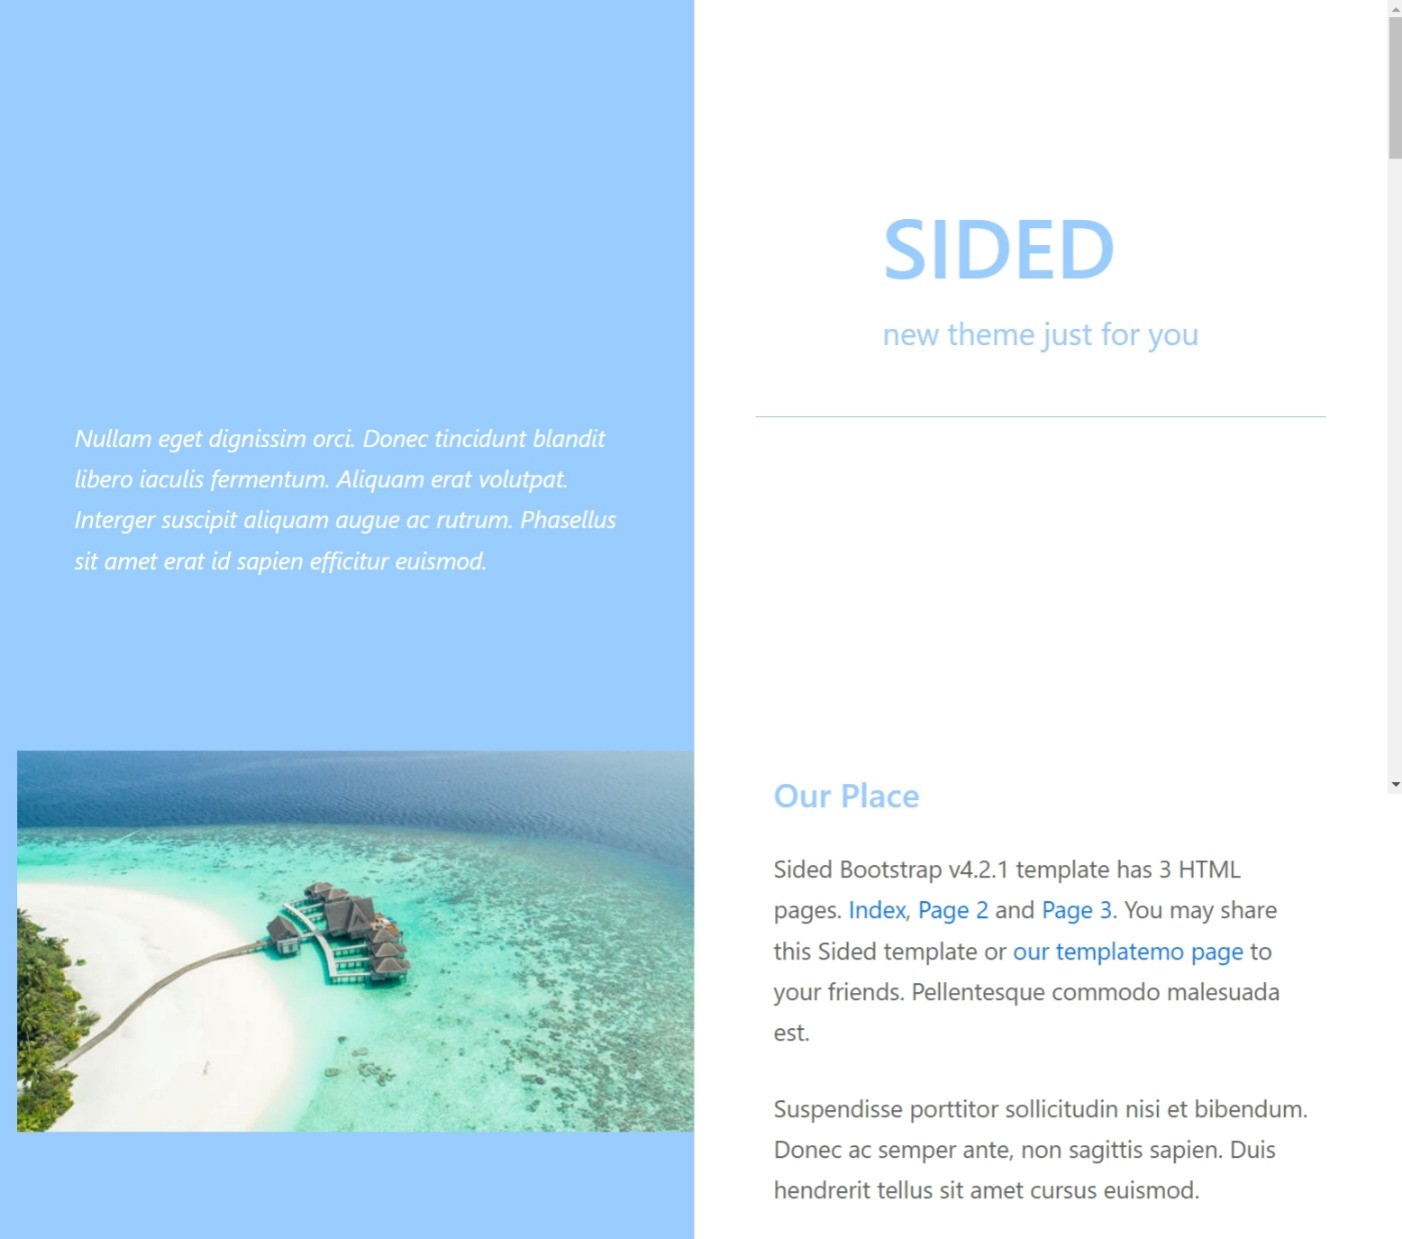 SIDED
new theme just for you
Nullam eget dignissim orci. Donec tincidunt blandit
libero iaculis fermentum. Aliquam erat volutpat.
Interger suscipit aliquam augue ac rutrum. Phasellus
sit amet erat id sapien efficitur euismod.
Our Place
Sided Bootstrap v4.2.1 template has 3 HTML
pages. Index, Page 2 and Page 3. You may share
this Sided template or our templatemo page to
your friends. Pellentesque commodo malesuada
est.
Suspendisse porttitor sollicitudin nisi et bibendum.
Donec ac semper ante, non sagittis sapien. Duis
hendrerit tellus sit amet cursus euismod.